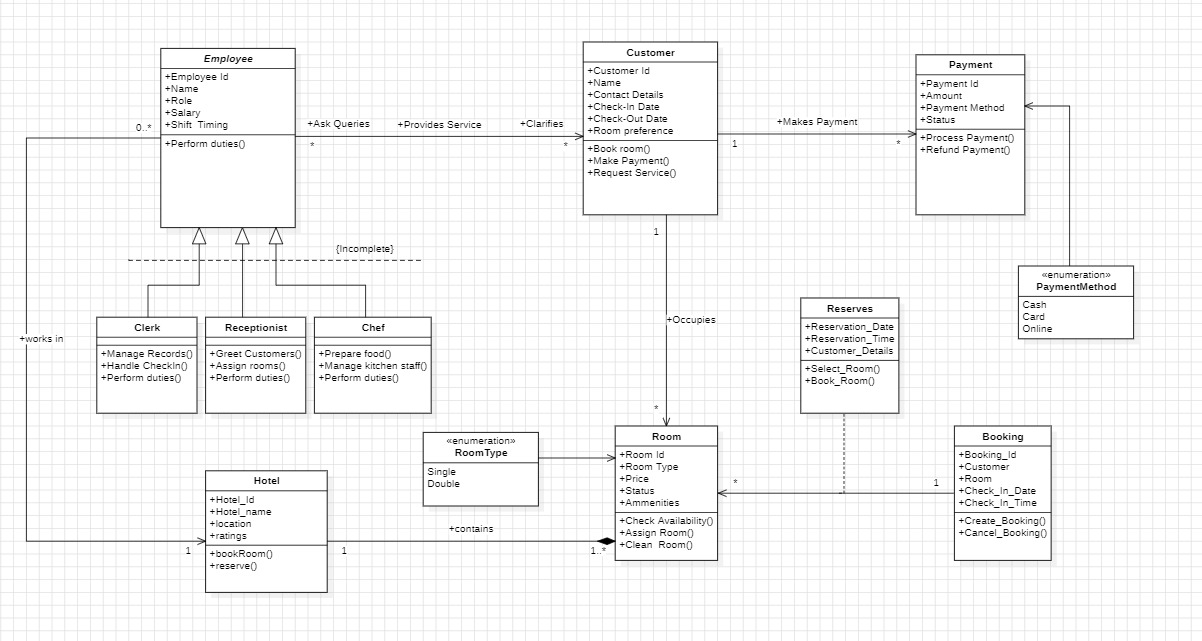 Employee
+Employee Id
+Name
+Role
+Salary
+Shift Timing
+Perform duties()
0..*
+Ask Queries
+Provides Service
+Clarifies
*
*
Customer
+Customer Id
+Name
+Contact Details
+Check-In Date
+Check-Out Date
+Room preference
+Book room()
+Make Payment()
+Request Service()
+Makes Payment
1
*
Payment
+Payment Id
+Amount
+Payment Method
+Status
+Process Payment()
+Refund Payment()
{Incomplete}
1
«enumeration»
PaymentMethod
Cash
Card
Online
Clerk
+Manage Records()
+Handle CheckIn()
+Perform duties()
Receptionist
+Greet Customers()
+Assign rooms()
+Perform duties()
Chef
+Prepare food()
+Manage kitchen staff()
+Perform duties()
+works in
+Occupies
*
Reserves
+Reservation_Date
+Reservation_Time
+Customer_Details
+Select_Room()
+Book_Room()
«enumeration»
RoomType
Single
Double
Room
+Room Id
+Room Type
+Price
+Status
+Ammenities
+Check Availability()
+Assign Room()
+Clean Room()
*
1
Booking
+Booking_Id
+Customer
+Room
+Check_In_Date
+Check_In_Time
+Create_Booking()
+Cancel_Booking()
Hotel
+Hotel_Id
+Hotel_name
+location
+ratings
+bookRoom()
+reserve()
1
+contains
1
1..*